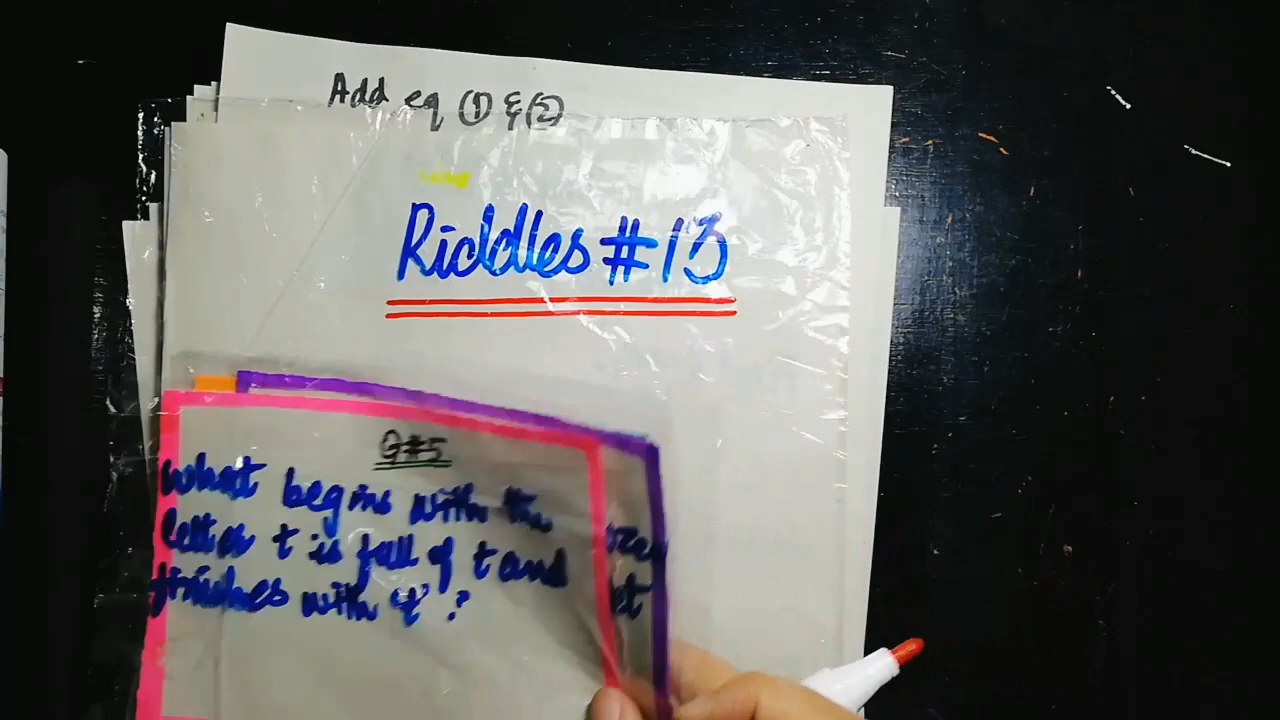 Add eq (1) & (2)
Riddles #13
Q#5
What begins with the
letter t is full of t and
finishes with 't' ?